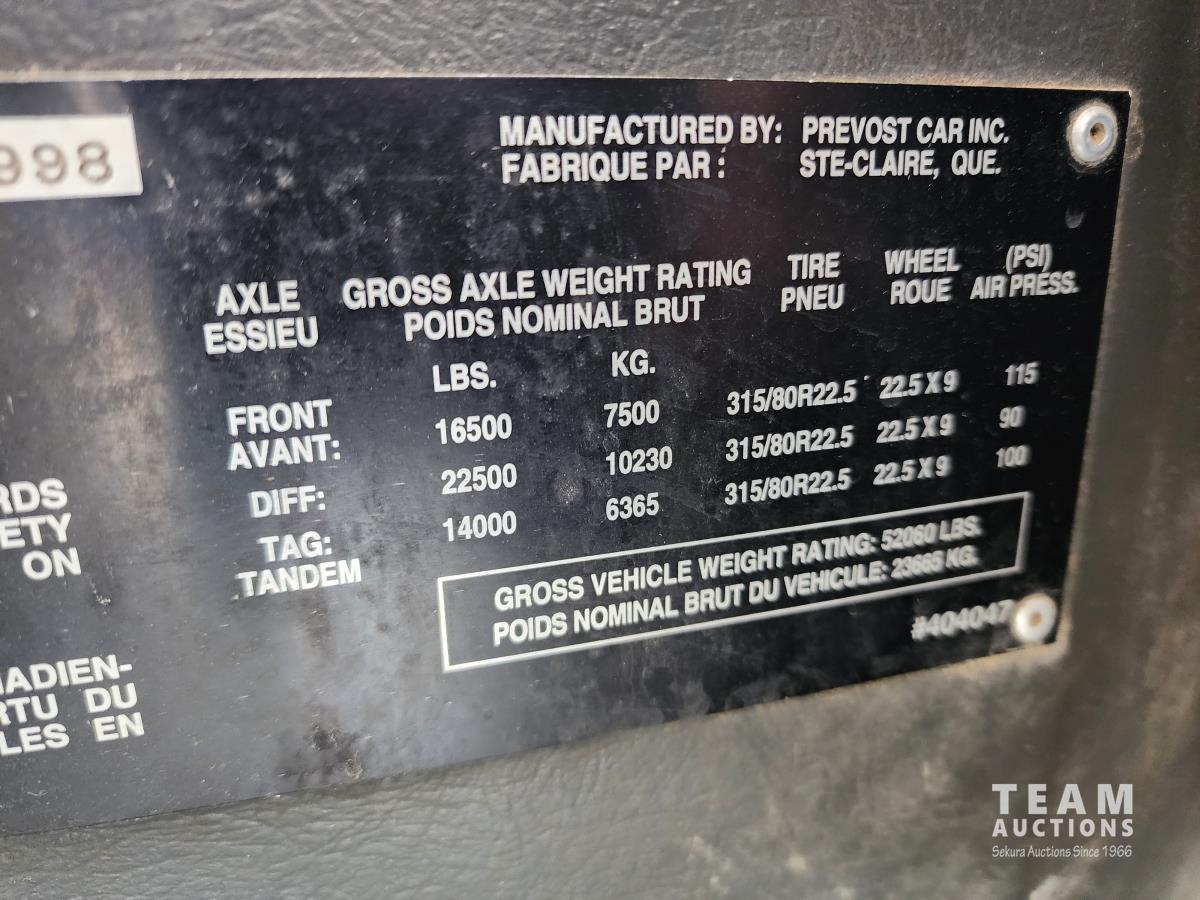 998
MANUFACTURED BY: PREVOST CAR INC.
FABRIQUE PAR : STE-CLAIRE, QUE.
AXLE GROSS AXLE WEIGHT RATING TIRE WHEEL (PSI)
ESSIEU POIDS NOMINAL BRUT PNEU ROUE AIR PRESS.
LBS. KG.
FRONT
AVANT: 16500 7500 315/80R22.5 22.5 X 9 115
DIFF: 22500 10230 315/80R22.5 22.5 X 9 90
TAG: 14000 6365 315/80R22.5 22.5 X 9 100
TANDEM
GROSS VEHICLE WEIGHT RATING: 52060 LBS.
POIDS NOMINAL BRUT DU VEHICULE: 23665 KG.
#404047
RDS
ETY
ON
ADIEN-
RTU DU
LES EN
TEAM
AUCTIONS
Sekura Auctions Since 1966